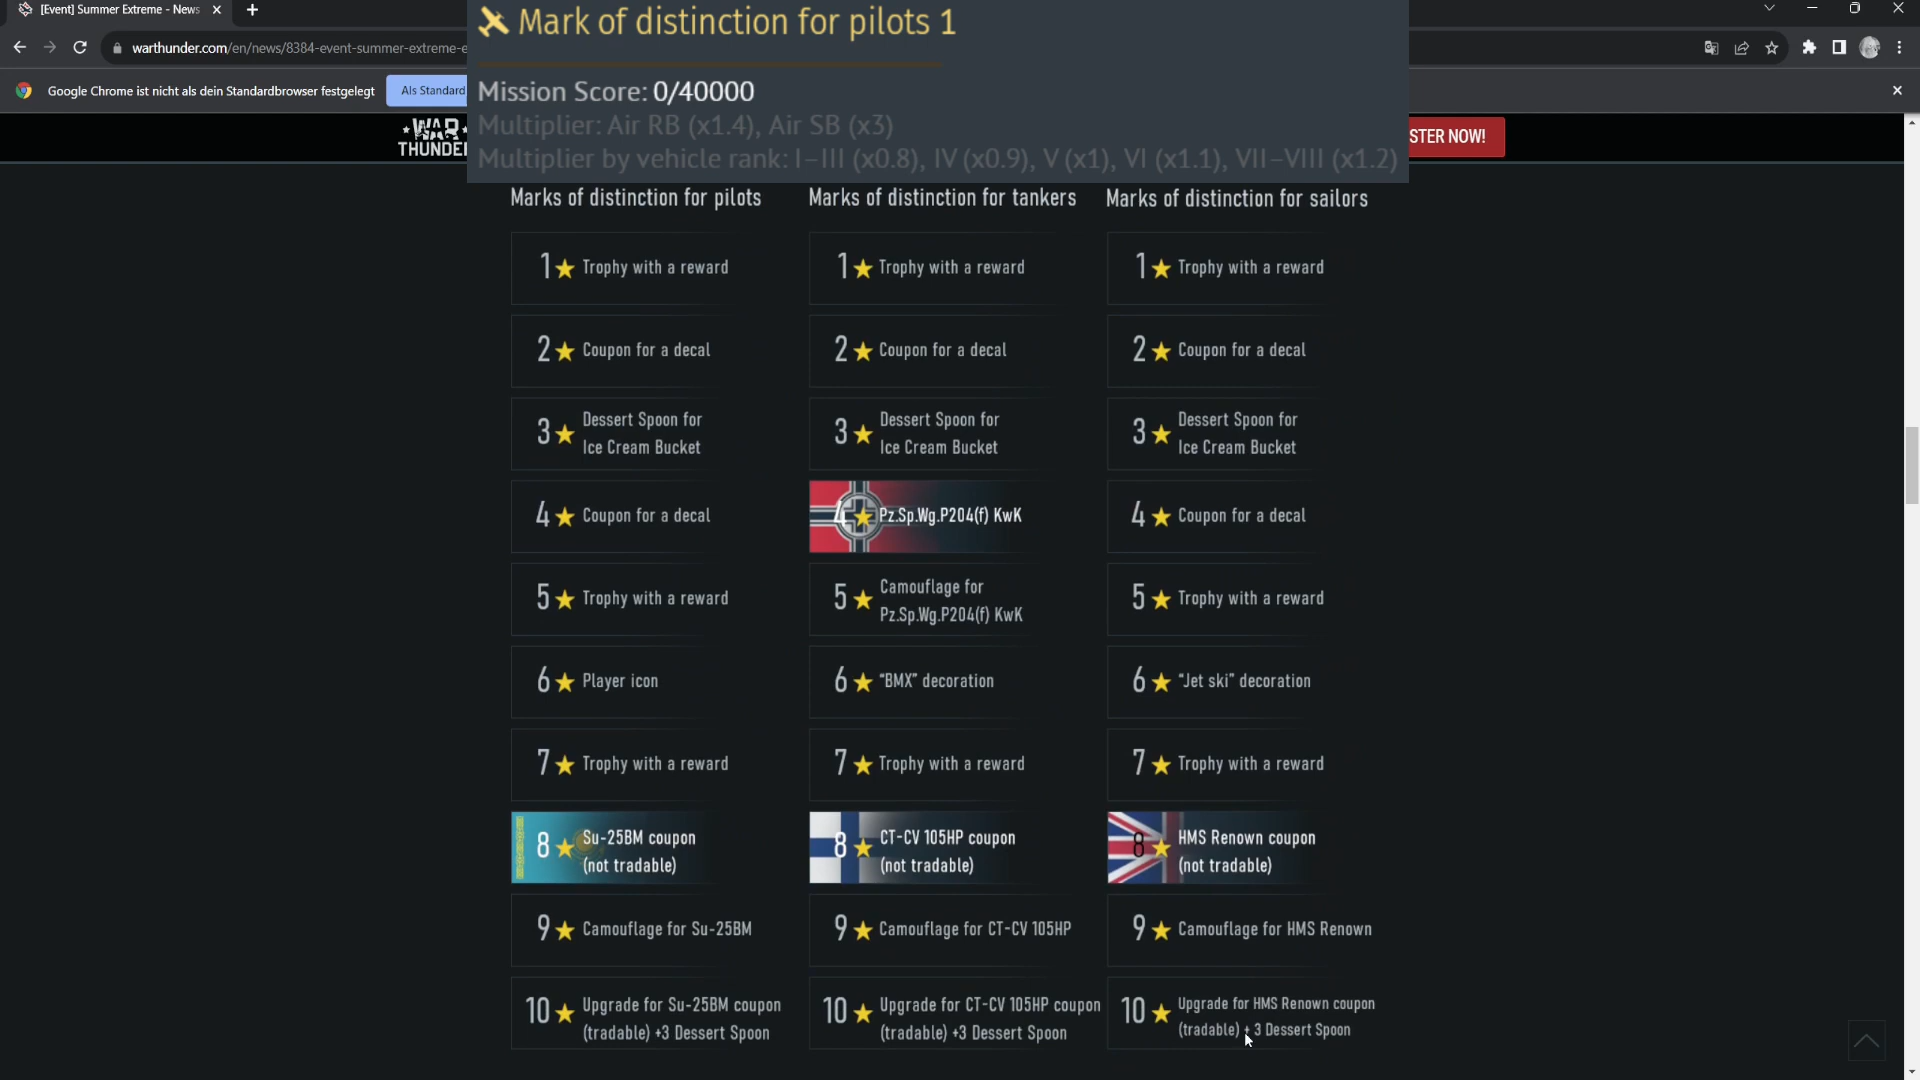 [Event] Summer Extreme - News
warthunder.com/en/news/8384-event-summer-extreme-e
Google Chrome ist nicht als dein Standardbrowser festgelegt
Als Standard
WAR
THUNDER
STER NOW!
Mark of distinction for pilots 1
Mission Score: 0/40000
Multiplier: Air RB (x1.4), Air SB (x3)
Multiplier by vehicle rank: I-III (x0.8), IV (x0.9), V (x1), VI (x1.1), VII-VIII (x1.2)
Marks of distinction for pilots
1 Trophy with a reward
2 Coupon for a decal
3 Dessert Spoon for
Ice Cream Bucket
4 Coupon for a decal
5 Trophy with a reward
6 Player icon
7 Trophy with a reward
8 Su-25BM coupon
(not tradable)
9 Camouflage for Su-25BM
10 Upgrade for Su-25BM coupon
(tradable) +3 Dessert Spoon
Marks of distinction for tankers
1 Trophy with a reward
2 Coupon for a decal
3 Dessert Spoon for
Ice Cream Bucket
4 Pz.Sp.Wg.P204(f) KwK
5 Camouflage for
Pz.Sp.Wg.P204(f) KwK
6 "BMX" decoration
7 Trophy with a reward
8 CT-CV 105HP coupon
(not tradable)
9 Camouflage for CT-CV 105HP
10 Upgrade for CT-CV 105HP coupon
(tradable) +3 Dessert Spoon
Marks of distinction for sailors
1 Trophy with a reward
2 Coupon for a decal
3 Dessert Spoon for
Ice Cream Bucket
4 Coupon for a decal
5 Trophy with a reward
6 "Jet ski" decoration
7 Trophy with a reward
8 HMS Renown coupon
(not tradable)
9 Camouflage for HMS Renown
10 Upgrade for HMS Renown coupon
(tradable) + 3 Dessert Spoon